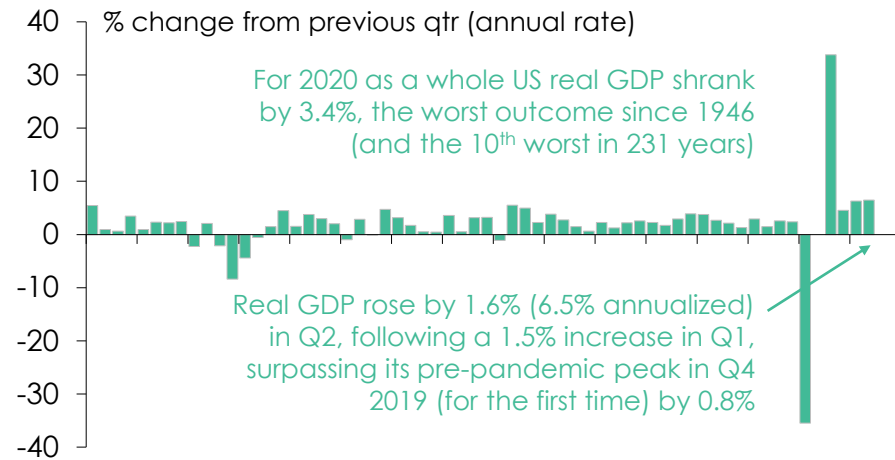 % change from previous qtr (annual rate)
40
30
20
10
0
-10
-20
-30
-40
For 2020 as a whole US real GDP shrank
by 3.4%, the worst outcome since 1946
(and the 10th worst in 231 years)
Real GDP rose by 1.6% (6.5% annualized)
in Q2, following a 1.5% increase in Q1,
surpassing its pre-pandemic peak in Q4
2019 (for the first time) by 0.8%